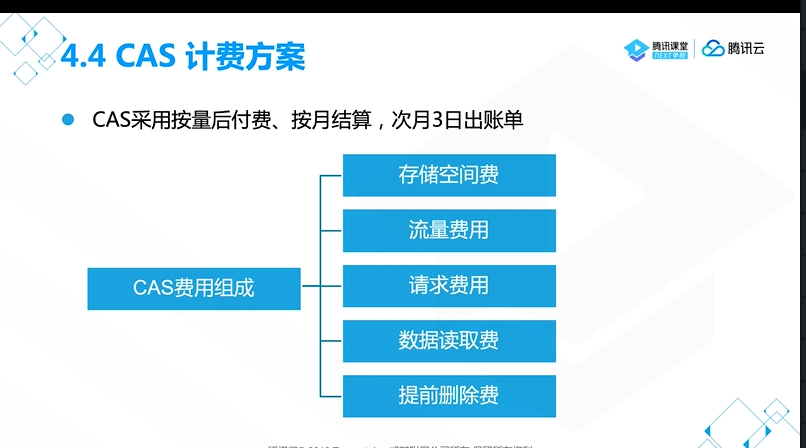 4.4 CAS 计费方案
腾讯课堂
NEXT学院
腾讯云
CAS采用按量后付费、按月结算，次月3日出账单
存储空间费
流量费用
CAS费用组成
请求费用
数据读取费
提前删除费